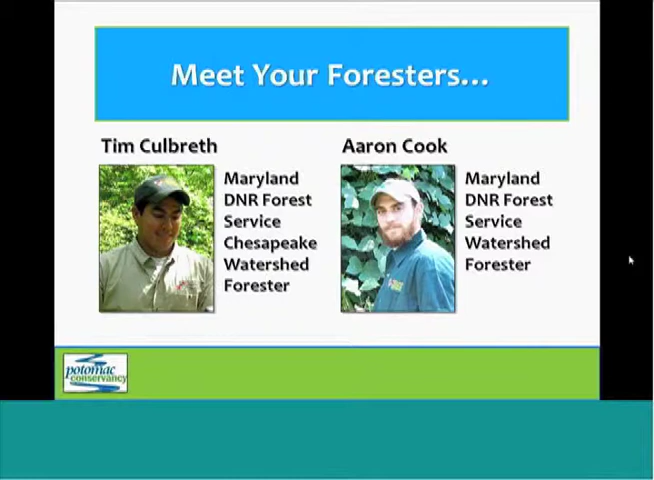 Meet Your Foresters...
Tim Culbreth
Maryland
DNR Forest
Service
Chesapeake
Watershed
Forester
Aaron Cook
Maryland
DNR Forest
Service
Watershed
Forester
potomac
conservancy